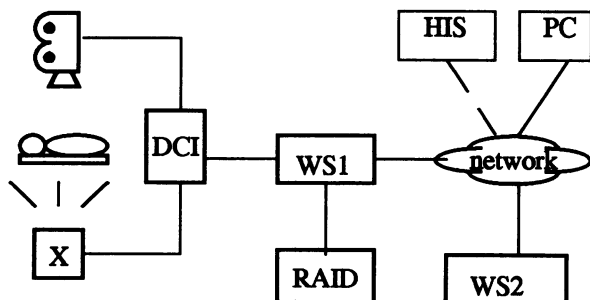 HIS
PC
DCI
WS1
network
X
RAID
WS2